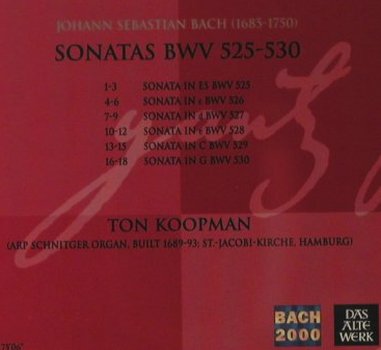 JOHANN SEBASTIAN BACH (1685-1750)
SONATAS BWV 525-530
1-3 SONATA IN ES BWV 525
4-6 SONATA IN c BWV 526
7-9 SONATA IN d BWV 527
10-12 SONATA IN e BWV 528
13-15 SONATA IN C BWV 529
16-18 SONATA IN G BWV 530
TON KOOPMAN
(ARP SCHNITGER ORGAN, BUILT 1689-93; ST.-JACOBI-KIRCHE, HAMBURG)
BACH
2000
DAS
ALTE
WERK